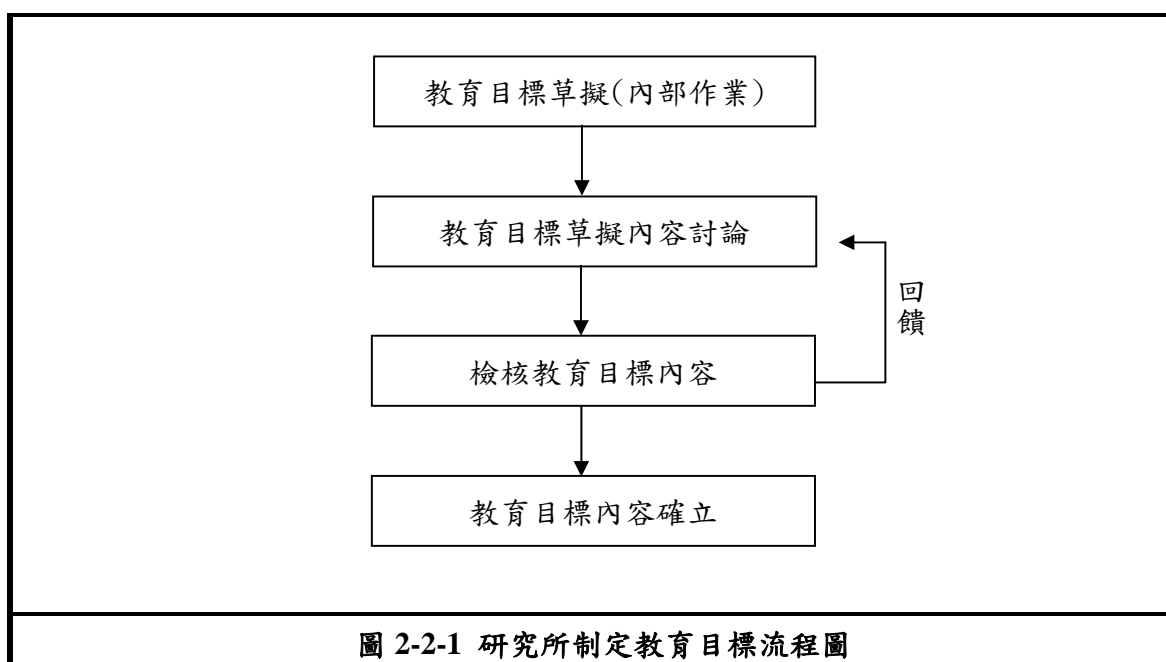 教育目標草擬(內部作業)
教育目標草擬內容討論
回
饋
檢核教育目標內容
教育目標內容確立
圖 2-2-1 研究所制定教育目標流程圖